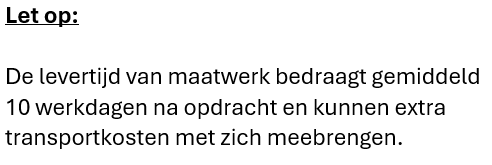 Let op:
De levertijd van maatwerk bedraagt gemiddeld
10 werkdagen na opdracht en kunnen extra
transportkosten met zich meebrengen.